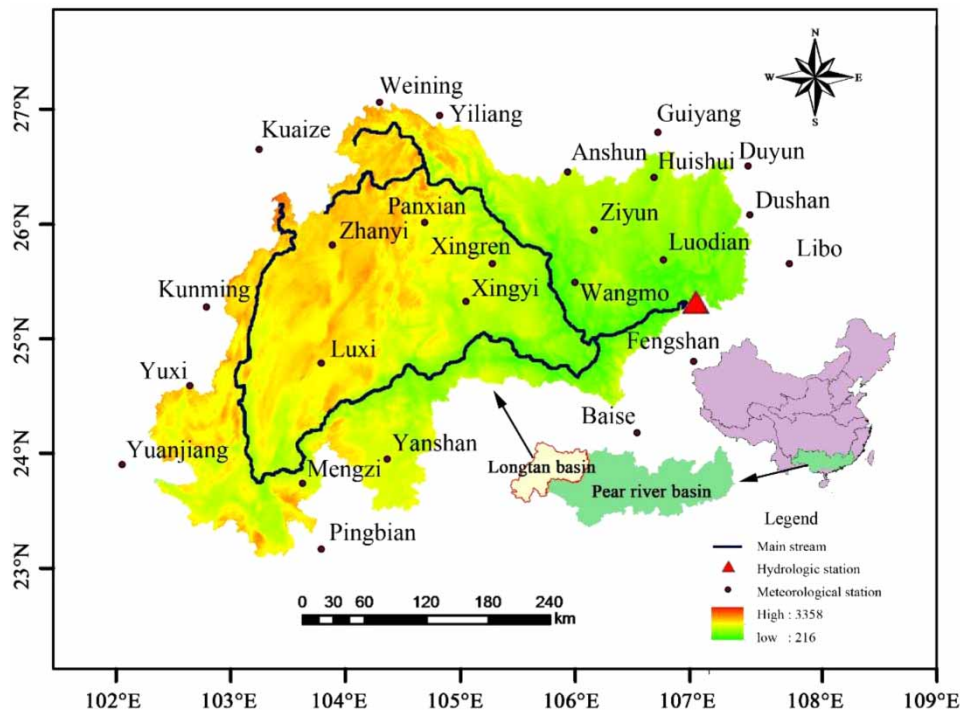 N
W E
S
27°N
26°N
25°N
24°N
23°N
Weining
Yiliang
Kuaize
Guiyang
Anshun
Huishui
Duyun
Panxian
Ziyun
Dushan
Zhanyi
Xingren
Luodian
Libo
Kunming
Xingyi
Wangmo
Luxi
Fengshan
Yuxi
Baise
Yuanjiang
Yanshan
Mengzi
Longtan basin
Pear river basin
Pingbian
Legend
Main stream
Hydrologic station
Meteorological station
High : 3358
low : 216
0 30 60 120 180 240
km
102°E 103°E 104°E 105°E 106°E 107°E 108°E 109°E